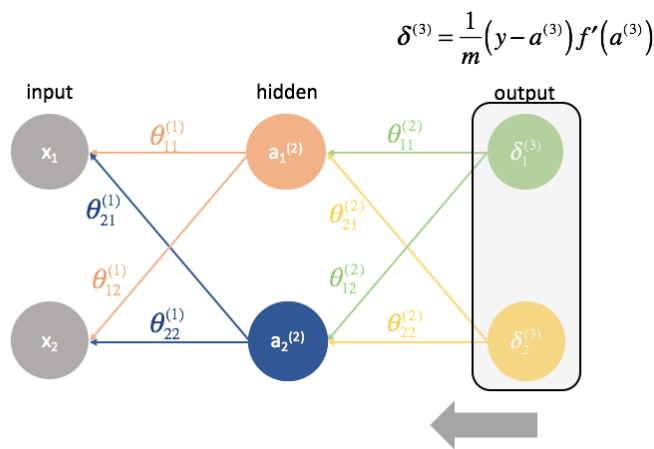 δ^(3) = 1/m (y − a^(3)) f′(a^(3))
input hidden output
x₁ θ₁₁^(1) a₁^(2) θ₁₁^(2) δ₁^(3)
θ₂₁^(1) θ₂₁^(2)
θ₁₂^(1) θ₁₂^(2)
x₂ θ₂₂^(1) a₂^(2) θ₂₂^(2) δ₂^(3)